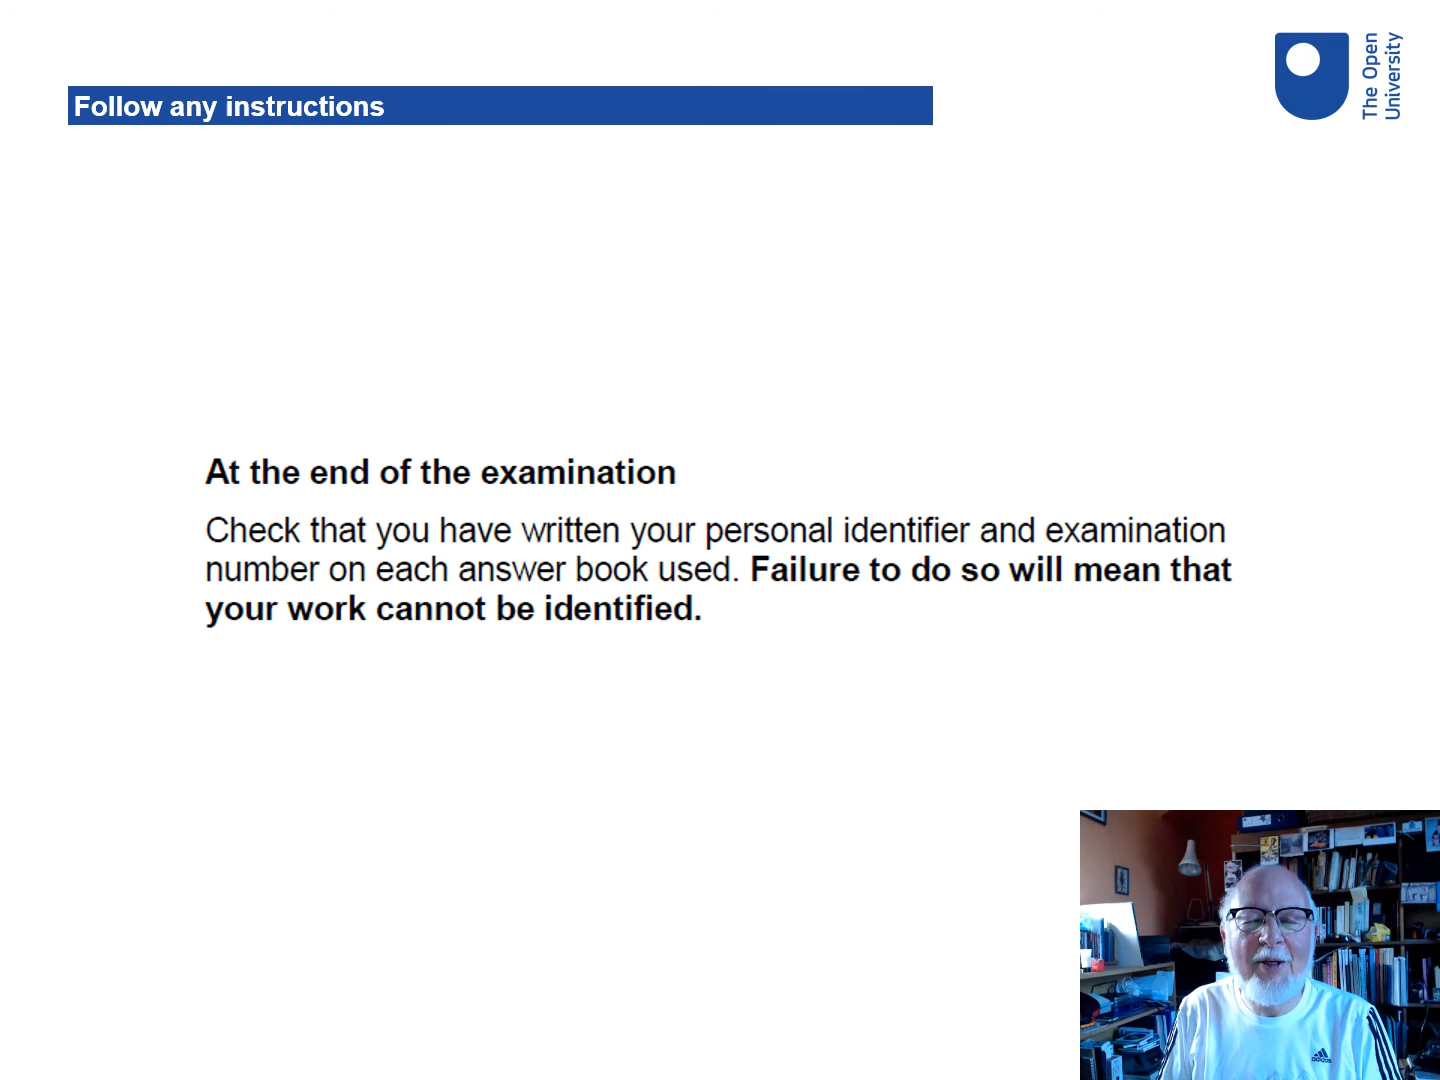 Follow any instructions
The Open
University
At the end of the examination
Check that you have written your personal identifier and examination
number on each answer book used. Failure to do so will mean that
your work cannot be identified.
adidas